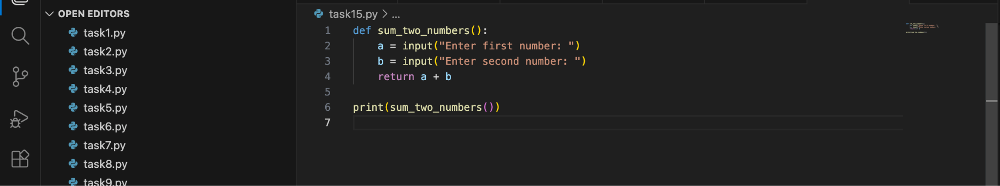 OPEN EDITORS
task1.py
task2.py
task3.py
task4.py
task5.py
task6.py
task7.py
task8.py
task9.py
task15.py > ...
1 def sum_two_numbers():
2     a = input("Enter first number: ")
3     b = input("Enter second number: ")
4     return a + b
5
6 print(sum_two_numbers())
7